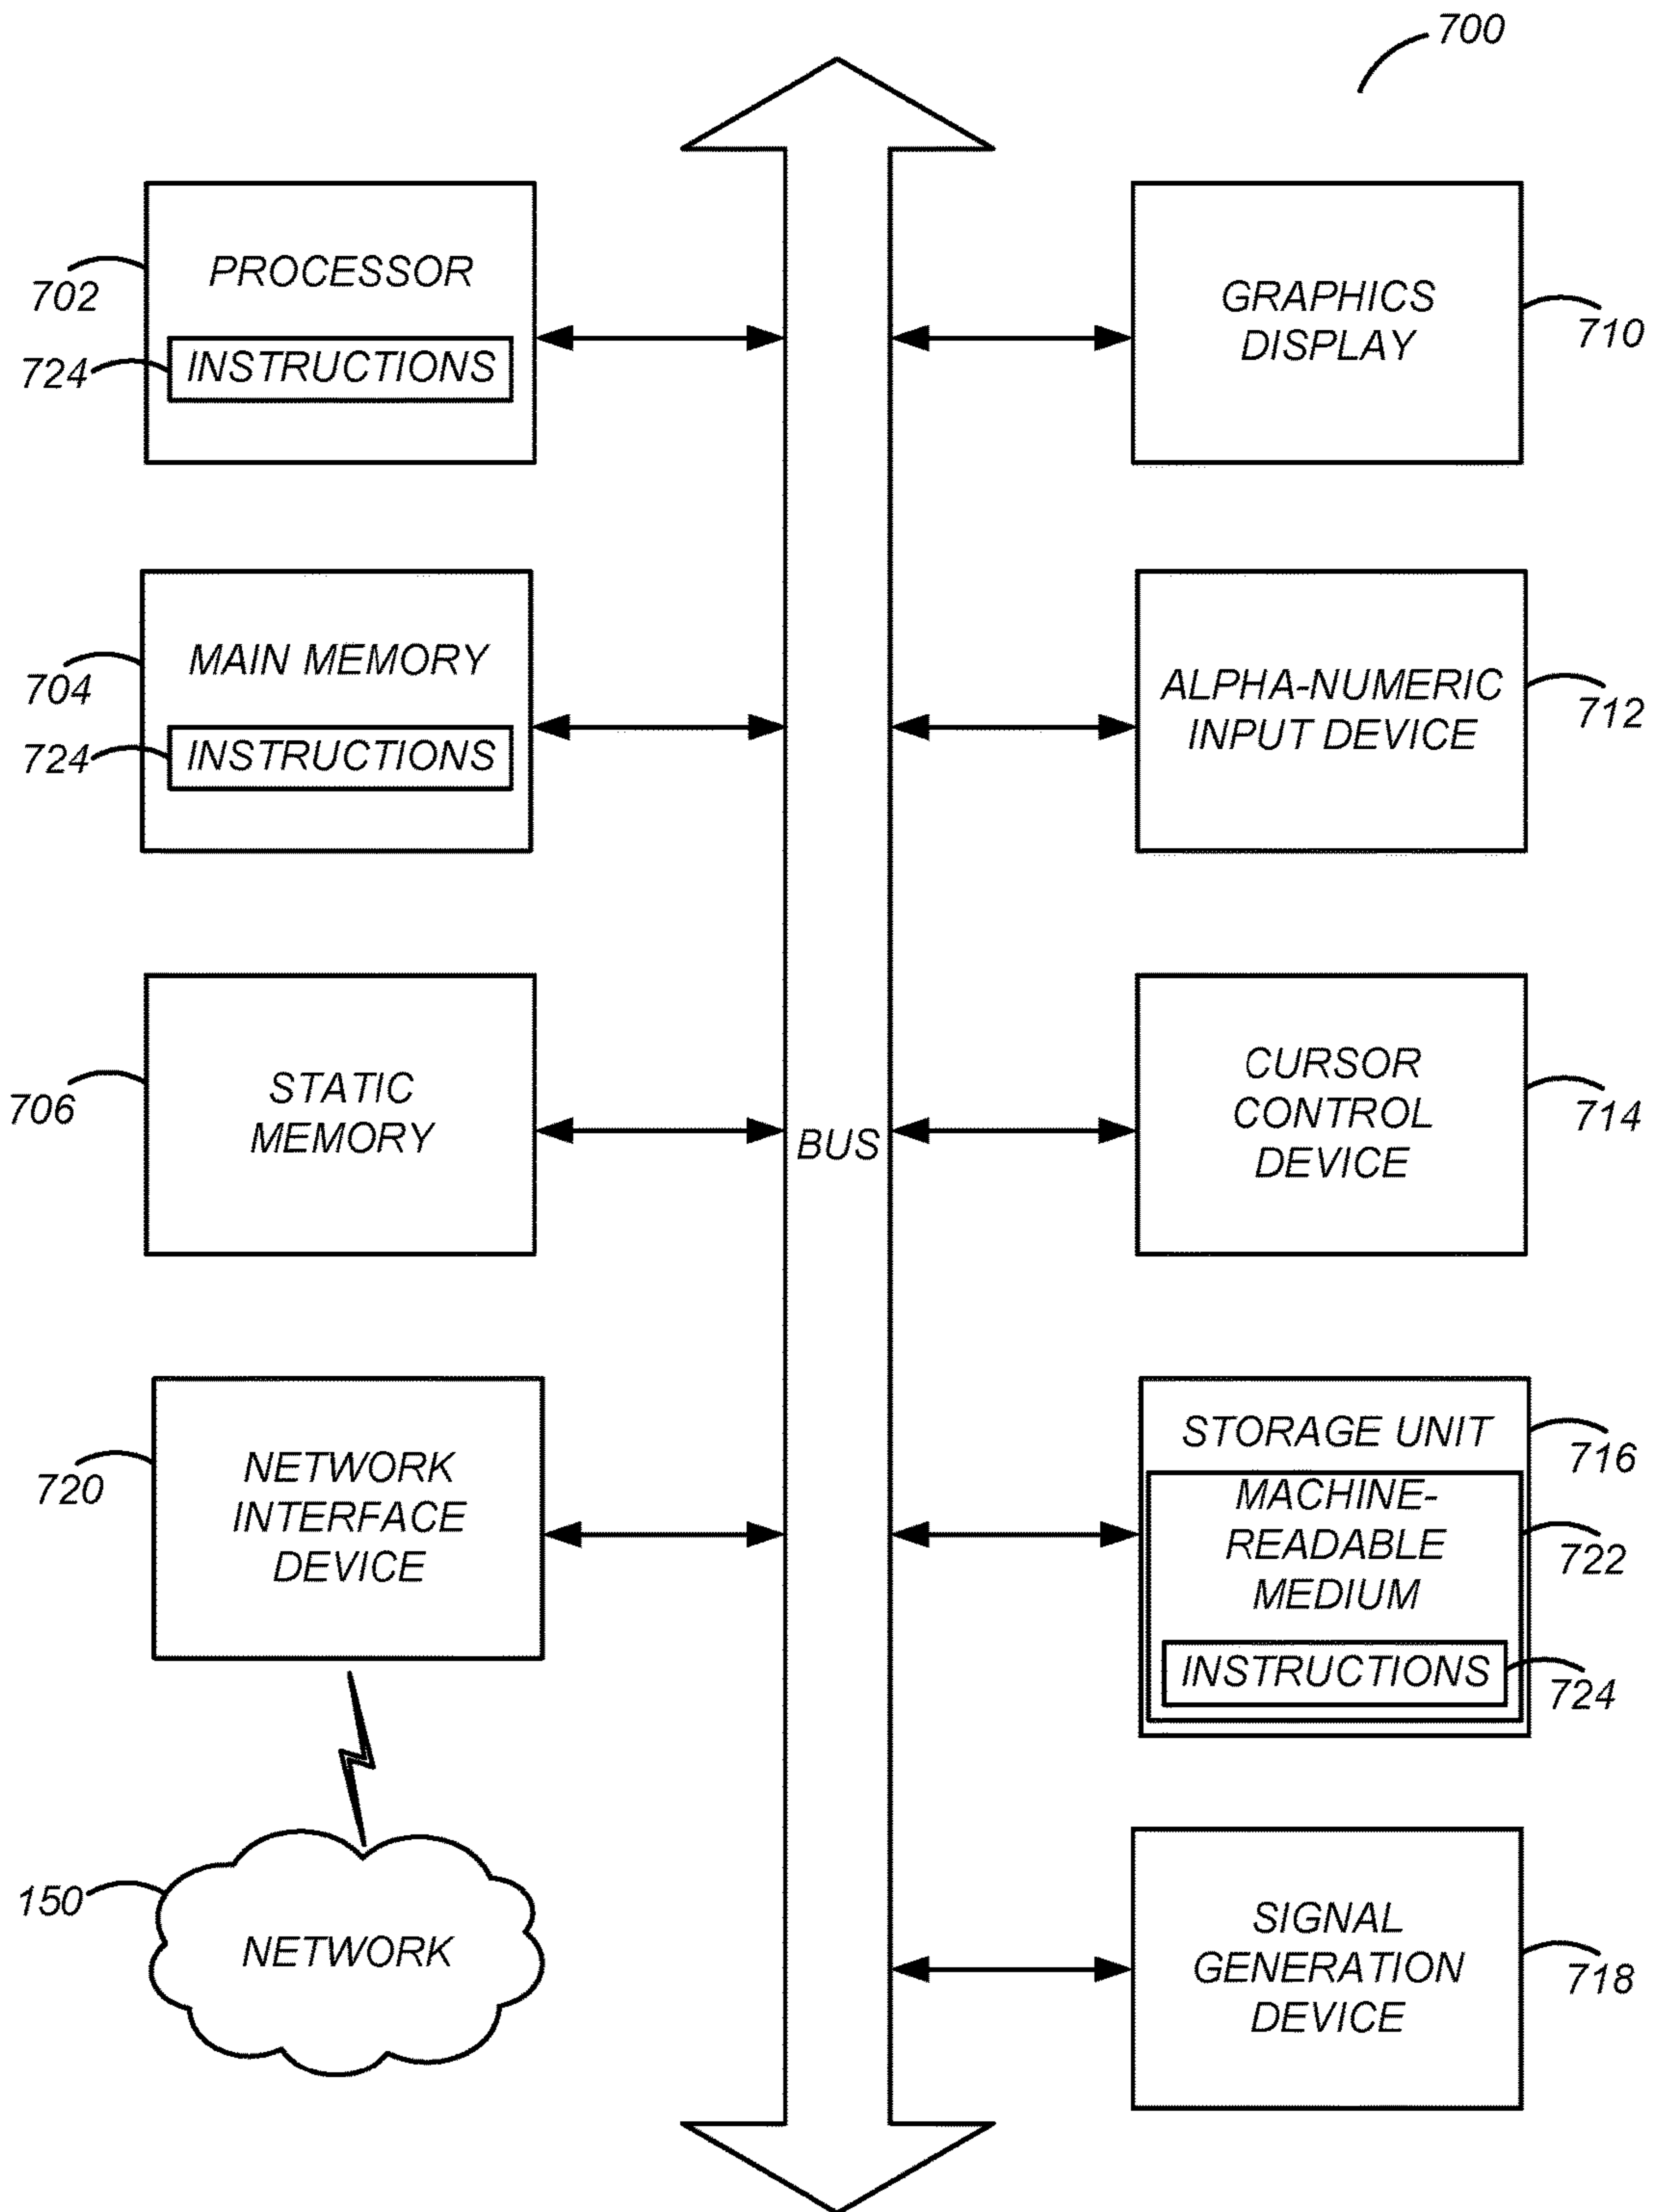 700
PROCESSOR
702
724
INSTRUCTIONS
MAIN MEMORY
704
724
INSTRUCTIONS
STATIC
MEMORY
706
NETWORK
INTERFACE
DEVICE
720
150
NETWORK
BUS
GRAPHICS
DISPLAY
710
ALPHA-NUMERIC
INPUT DEVICE
712
CURSOR
CONTROL
DEVICE
714
STORAGE UNIT
716
MACHINE-
READABLE
MEDIUM
722
INSTRUCTIONS
724
SIGNAL
GENERATION
DEVICE
718